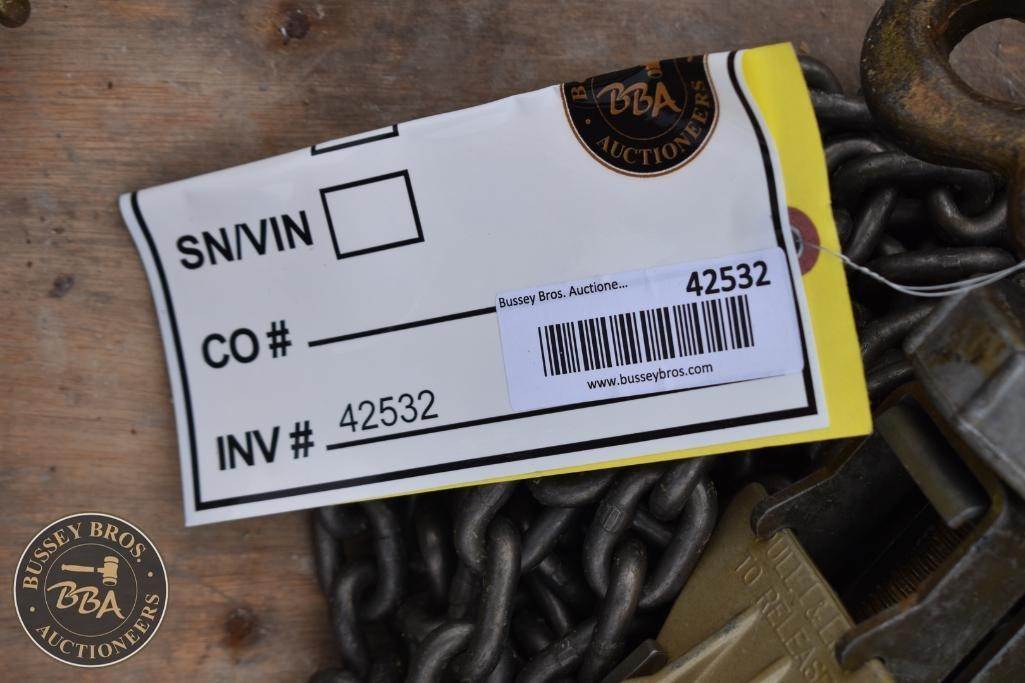 BBA
AUCTIONEERS
SN/VIN
Bussey Bros. Auctione...
42532
CO #
www.busseybros.com
INV # 42532
PULL &
TO RELEASE
BUSSEY BROS.
BBA
AUCTIONEERS